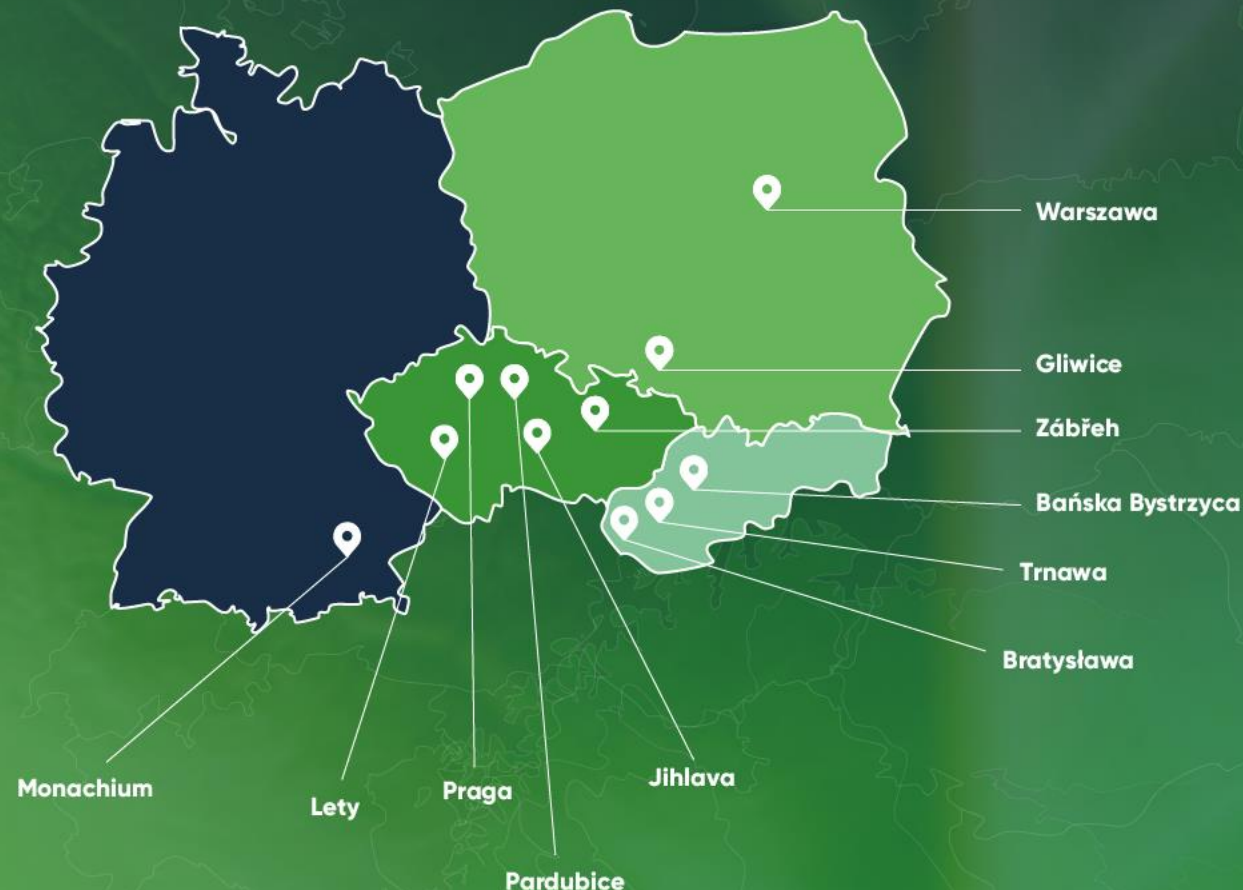 Warszawa
Gliwice
Zábřeh
Bańska Bystrzyca
Trnawa
Bratysława
Jihlava
Monachium
Praga
Lety
Pardubice